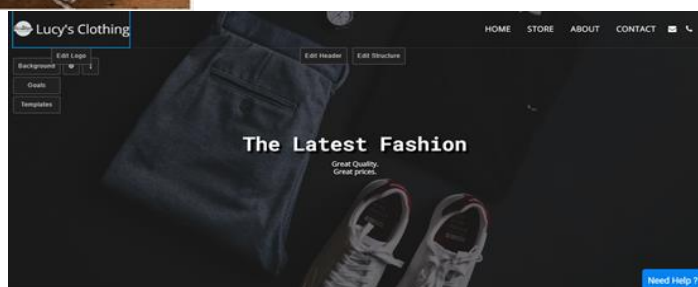 Lucy's Clothing
HOME STORE ABOUT CONTACT
Edit Logo
Edit Header Edit Structure
Background
Goals
Templates
The Latest Fashion
Great Quality.
Great prices.
Need Help ?